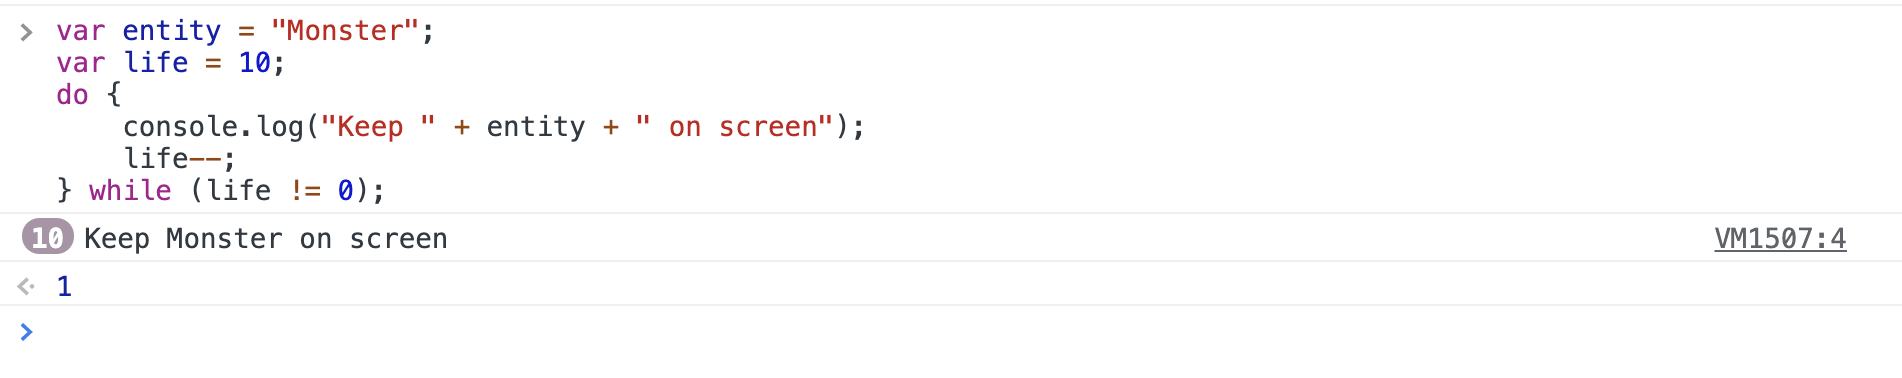 > var entity = "Monster";
var life = 10;
do {
    console.log("Keep " + entity + " on screen");
    life--;
} while (life != 0);
10 Keep Monster on screen VM1507:4
1
>